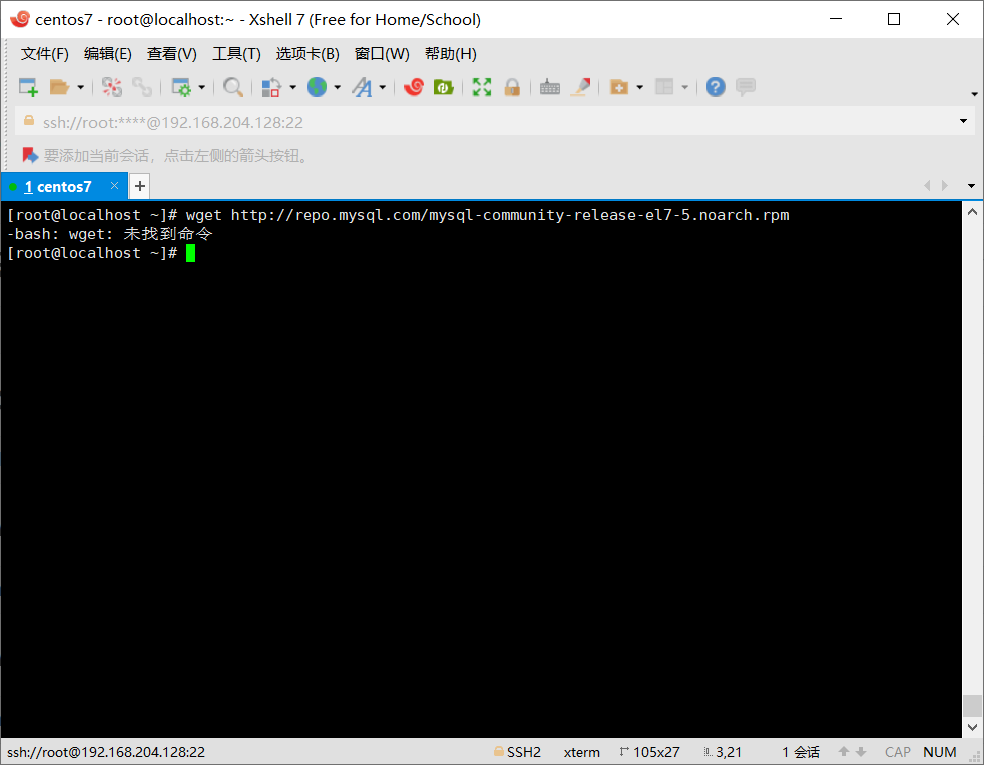 centos7 - root@localhost:~ - Xshell 7 (Free for Home/School)
文件(F) 编辑(E) 查看(V) 工具(T) 选项卡(B) 窗口(W) 帮助(H)
ssh://root:****@192.168.204.128:22
要添加当前会话，点击左侧的箭头按钮。
1 centos7 × +
[root@localhost ~]# wget http://repo.mysql.com/mysql-community-release-el7-5.noarch.rpm
-bash: wget: 未找到命令
[root@localhost ~]#
ssh://root@192.168.204.128:22 SSH2 xterm 105x27 3,21 1 会话 CAP NUM